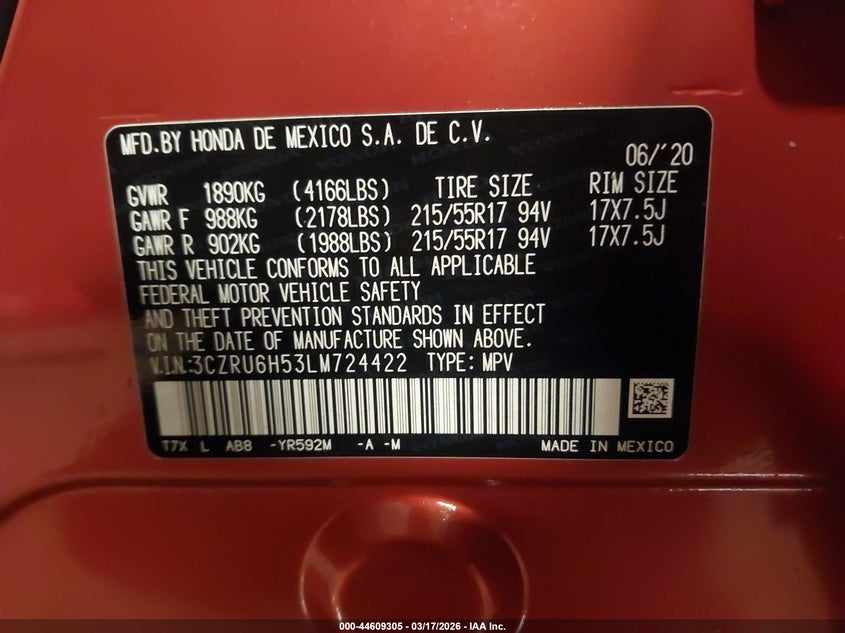 MFD.BY HONDA DE MEXICO S.A. DE C.V.
06/'20
GVWR 1890KG (4166LBS) TIRE SIZE RIM SIZE
GAWR F 988KG (2178LBS) 215/55R17 94V 17X7.5J
GAWR R 902KG (1988LBS) 215/55R17 94V 17X7.5J
THIS VEHICLE CONFORMS TO ALL APPLICABLE
FEDERAL MOTOR VEHICLE SAFETY
AND THEFT PREVENTION STANDARDS IN EFFECT
ON THE DATE OF MANUFACTURE SHOWN ABOVE.
V.I.N.:3CZRU6H53LM724422 TYPE: MPV
T7X L AB8 -YR592M -A -M MADE IN MEXICO
000-44609305 - 03/17/2026 - IAA Inc.